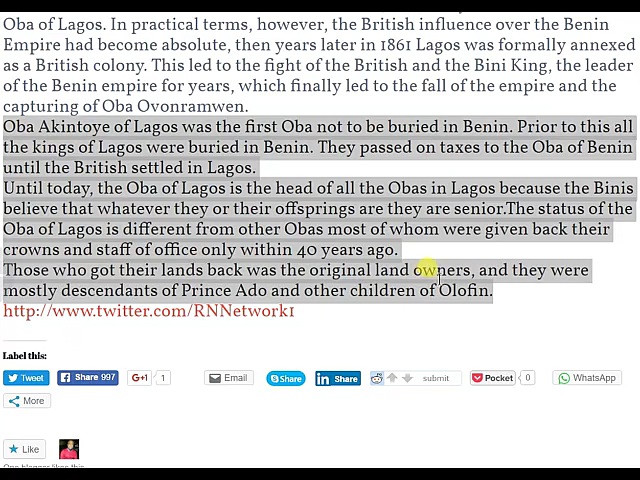 Oba of Lagos. In practical terms, however, the British influence over the Benin
Empire had become absolute, then years later in 1861 Lagos was formally annexed
as a British colony. This led to the fight of the British and the Bini King, the leader
of the Benin empire for years, which finally led to the fall of the empire and the
capturing of Oba Ovonramwen.
Oba Akintoye of Lagos was the first Oba not to be buried in Benin. Prior to this all
the kings of Lagos were buried in Benin. They passed on taxes to the Oba of Benin
until the British settled in Lagos.
Until today, the Oba of Lagos is the head of all the Obas in Lagos because the Binis
believe that whatever they or their offsprings are they are senior.The status of the
Oba of Lagos is different from other Obas most of whom were given back their
crowns and staff of office only within 40 years ago.
Those who got their lands back was the original land owners, and they were
mostly descendants of Prince Ado and other children of Olofin.
http://www.twitter.com/RNNetwork1
Label this:
Tweet Share 997 G+1 1 Email Share Share submit Pocket 0 WhatsApp
More
Like
One blogger likes this.